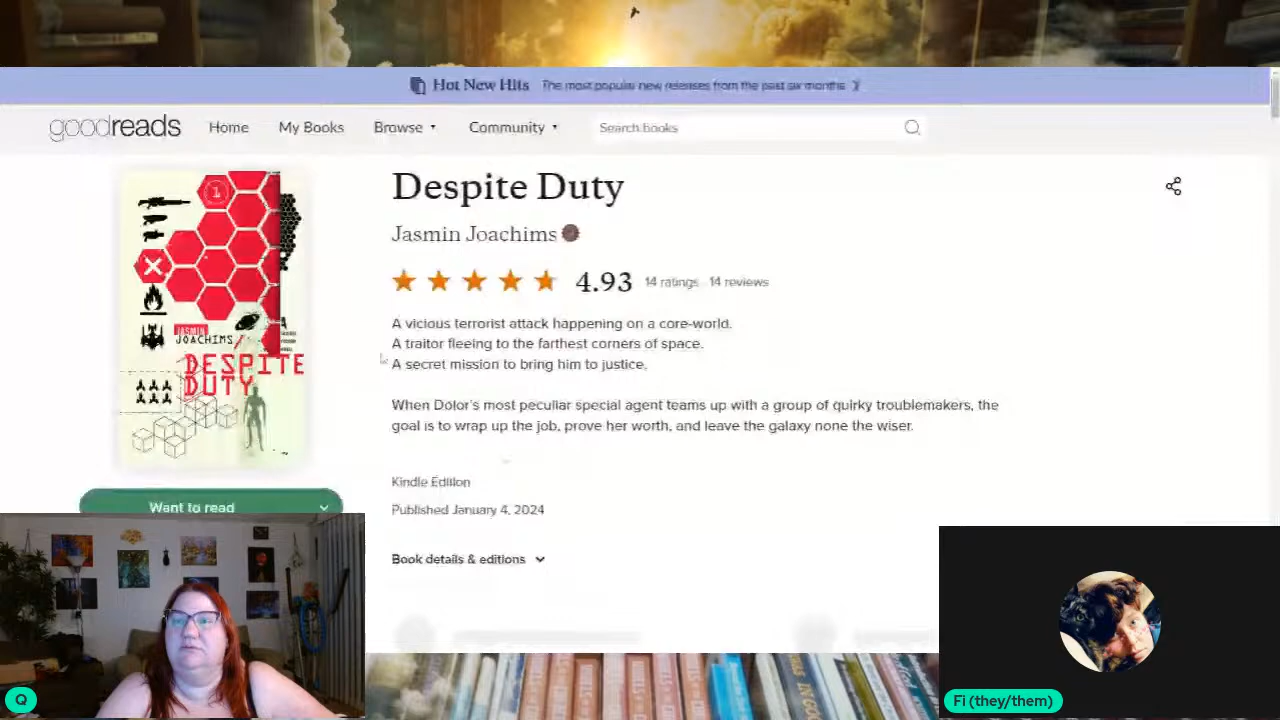 Hot New Hits The most popular new releases from the past six months
goodreads Home My Books Browse Community Search books
Despite Duty
Jasmin Joachims
4.93 14 ratings 14 reviews
A vicious terrorist attack happening on a core-world.
A traitor fleeing to the farthest corners of space.
A secret mission to bring him to justice.
When Dolor's most peculiar special agent teams up with a group of quirky troublemakers, the
goal is to wrap up the job, prove her worth, and leave the galaxy none the wiser.
Kindle Edition
Published January 4, 2024
Book details & editions
1
JASMIN
JOACHIMS
DESPITE
DUTY
Want to read
Q
Fi (they/them)